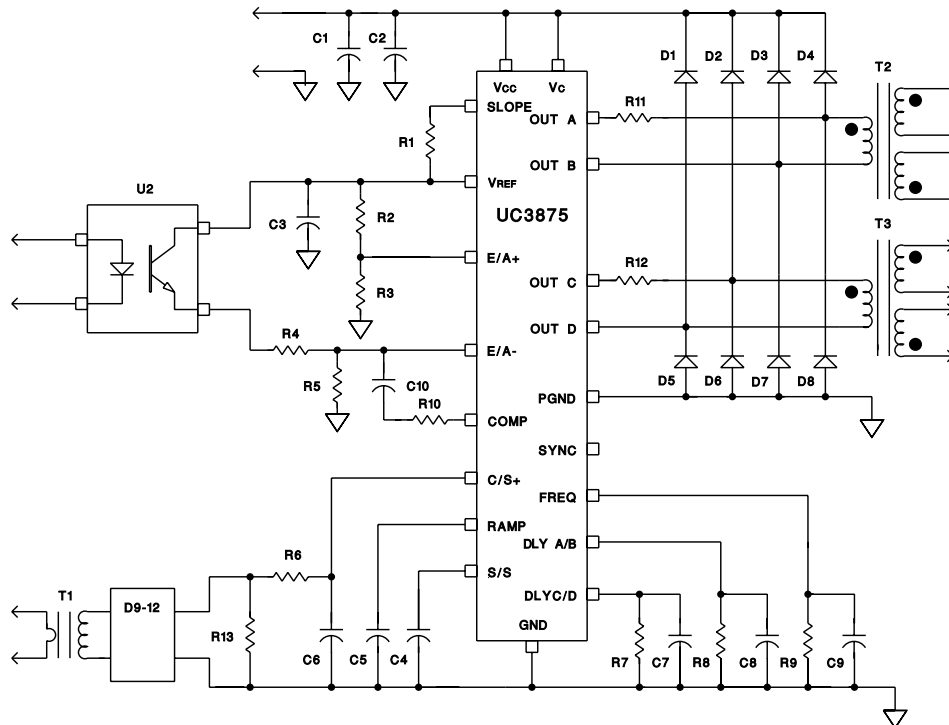 C1
C2
D1
D2
D3
D4
T2
VCC
VC
SLOPE
OUT A
R11
R1
OUT B
U2
VREF
UC3875
C3
R2
T3
E/A+
R12
OUT C
R3
OUT D
R4
E/A-
R5
C10
D5
D6
D7
D8
R10
PGND
COMP
SYNC
C/S+
FREQ
RAMP
DLY A/B
R6
S/S
T1
D9-12
DLYC/D
R13
GND
C6
C5
C4
R7
C7
R8
C8
R9
C9